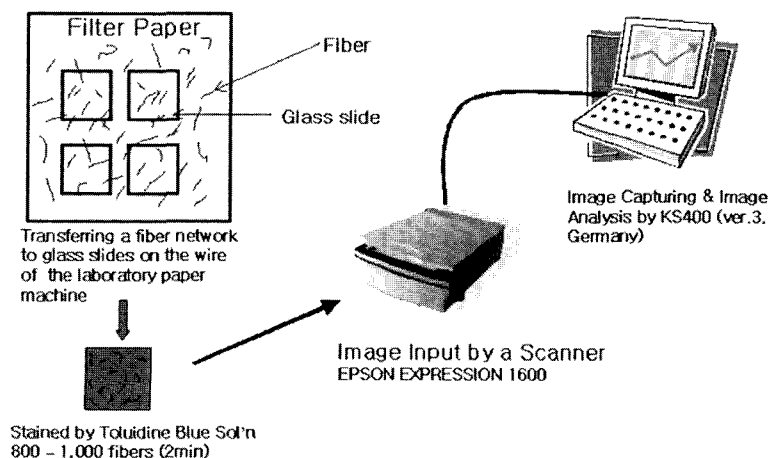 Filter Paper
Fiber
Glass slide
Transferring a fiber network
to glass slides on the wire
of the laboratory paper
machine
Image Capturing & Image
Analysis by KS400 (ver.3.
Germany)
Image Input by a Scanner
EPSON EXPRESSION 1600
Stained by Toluidine Blue Sol'n
800 – 1,000 fibers (2min)